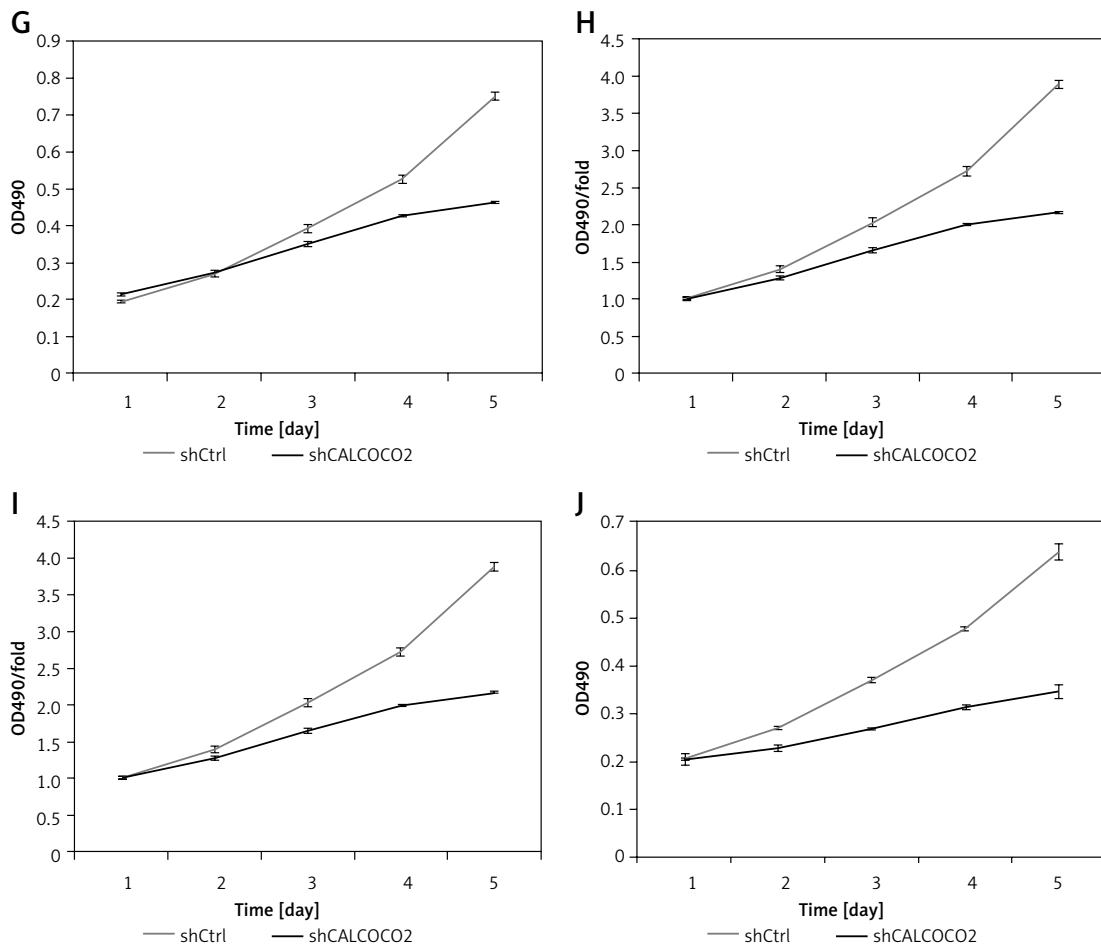 G
0.9
0.8
0.7
0.6
0.5
0.4
0.3
0.2
0.1
0
OD490
1 2 3 4 5
Time [day]
shCtrl shCALCOCO2
H
4.5
4.0
3.5
3.0
2.5
2.0
1.5
1.0
0.5
0
OD490/fold
1 2 3 4 5
Time [day]
shCtrl shCALCOCO2
I
4.5
4.0
3.5
3.0
2.5
2.0
1.5
1.0
0.5
0
OD490/fold
1 2 3 4 5
Time [day]
shCtrl shCALCOCO2
J
0.7
0.6
0.5
0.4
0.3
0.2
0.1
0
OD490
1 2 3 4 5
Time [day]
shCtrl shCALCOCO2